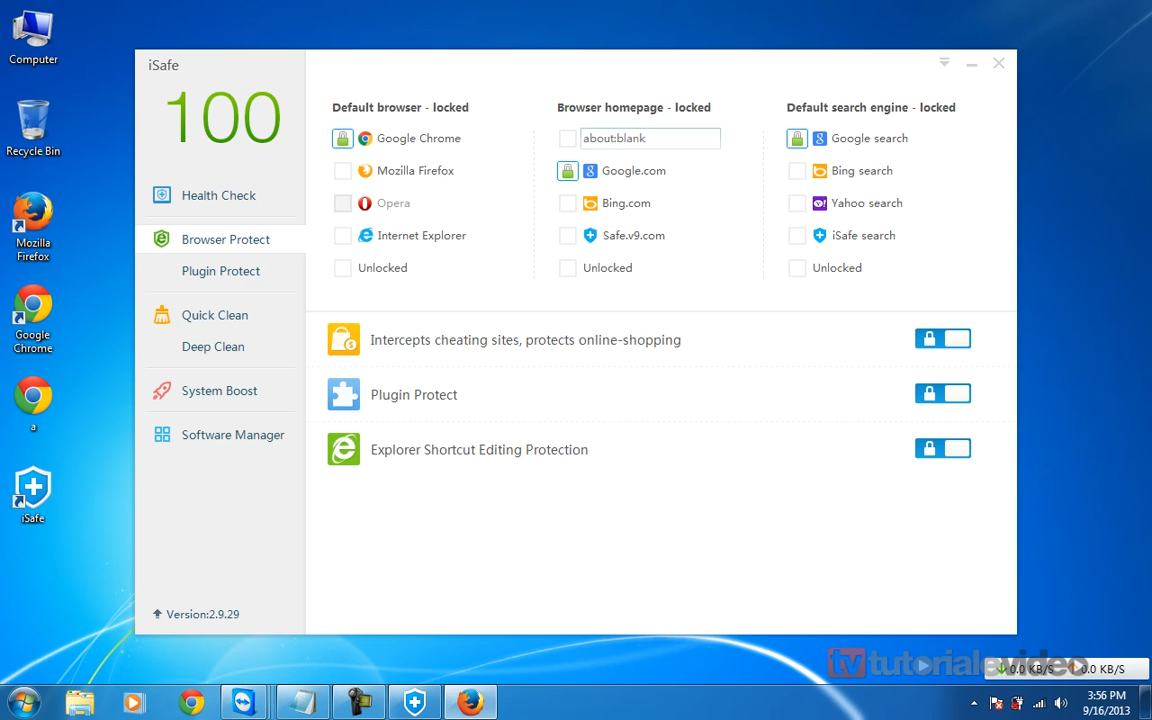 Computer
Recycle Bin
Mozilla
Firefox
Google
Chrome
a
iSafe
iSafe
100
Health Check
Browser Protect
Plugin Protect
Quick Clean
Deep Clean
System Boost
Software Manager
Version:2.9.29
Default browser - locked
Google Chrome
Mozilla Firefox
Opera
Internet Explorer
Unlocked
Browser homepage - locked
about:blank
Google.com
Bing.com
Safe.v9.com
Unlocked
Default search engine - locked
Google search
Bing search
Yahoo search
iSafe search
Unlocked
Intercepts cheating sites, protects online-shopping
Plugin Protect
Explorer Shortcut Editing Protection
tvtutorialevideo
0.0 KB/S 0.0 KB/S
3:56 PM
9/16/2013